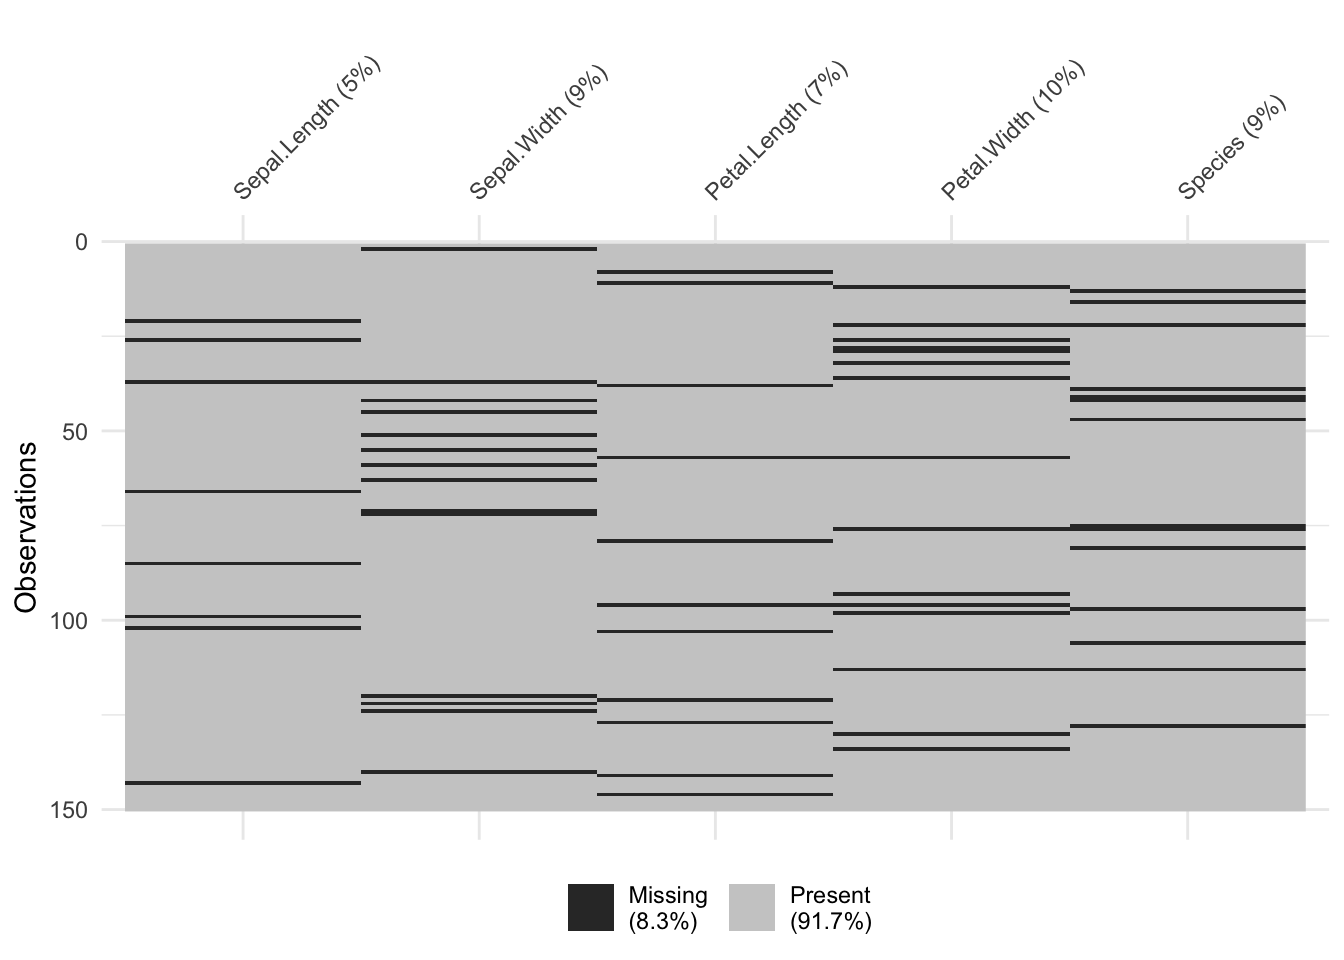 Sepal.Length (5%)
Sepal.Width (9%)
Petal.Length (7%)
Petal.Width (10%)
Species (9%)
0
50
100
150
Observations
Missing
(8.3%)
Present
(91.7%)